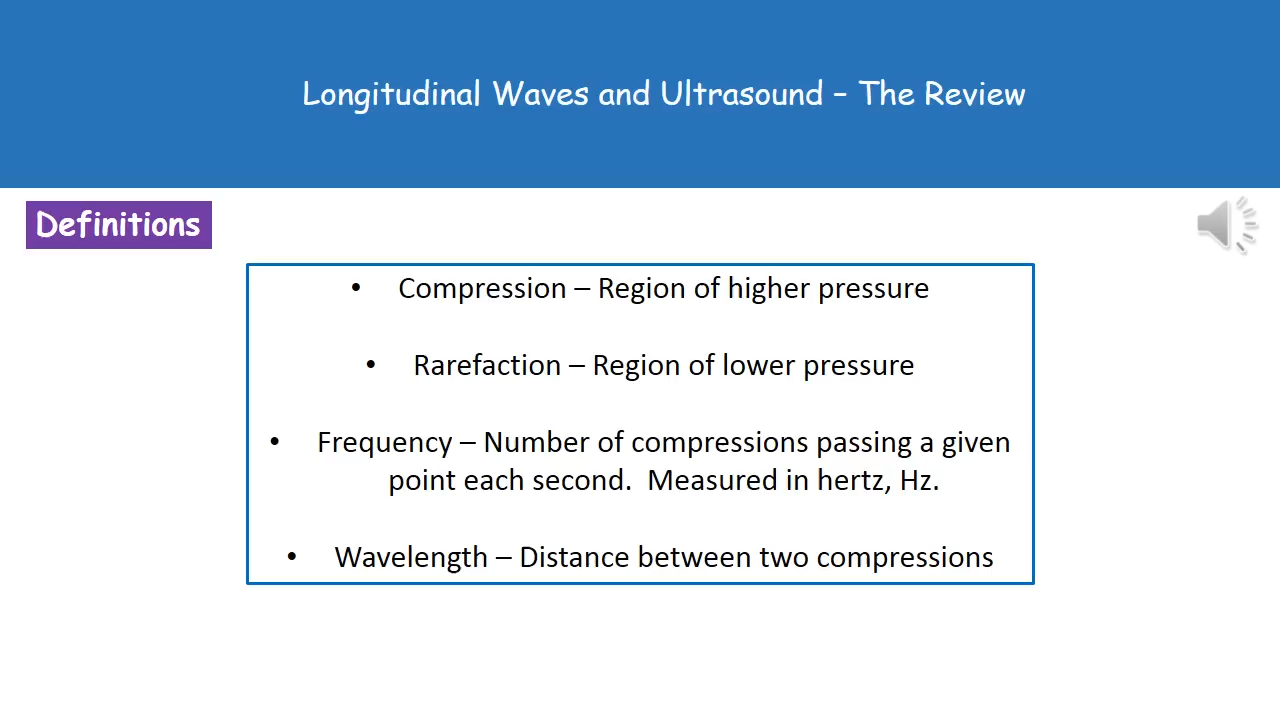 Longitudinal Waves and Ultrasound – The Review
Definitions
• Compression – Region of higher pressure
• Rarefaction – Region of lower pressure
• Frequency – Number of compressions passing a given
point each second.  Measured in hertz, Hz.
• Wavelength – Distance between two compressions